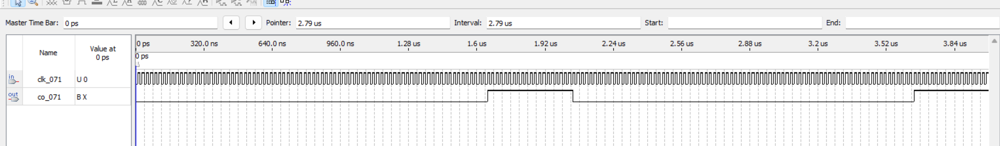 Master Time Bar: 0 ps Pointer: 2.79 us Interval: 2.79 us Start: End:
Name Value at 0 ps
0 ps 320.0 ns 640.0 ns 960.0 ns 1.28 us 1.6 us 1.92 us 2.24 us 2.56 us 2.88 us 3.2 us 3.52 us 3.84 us
0 ps
in clk_071 U 0
out co_071 B X